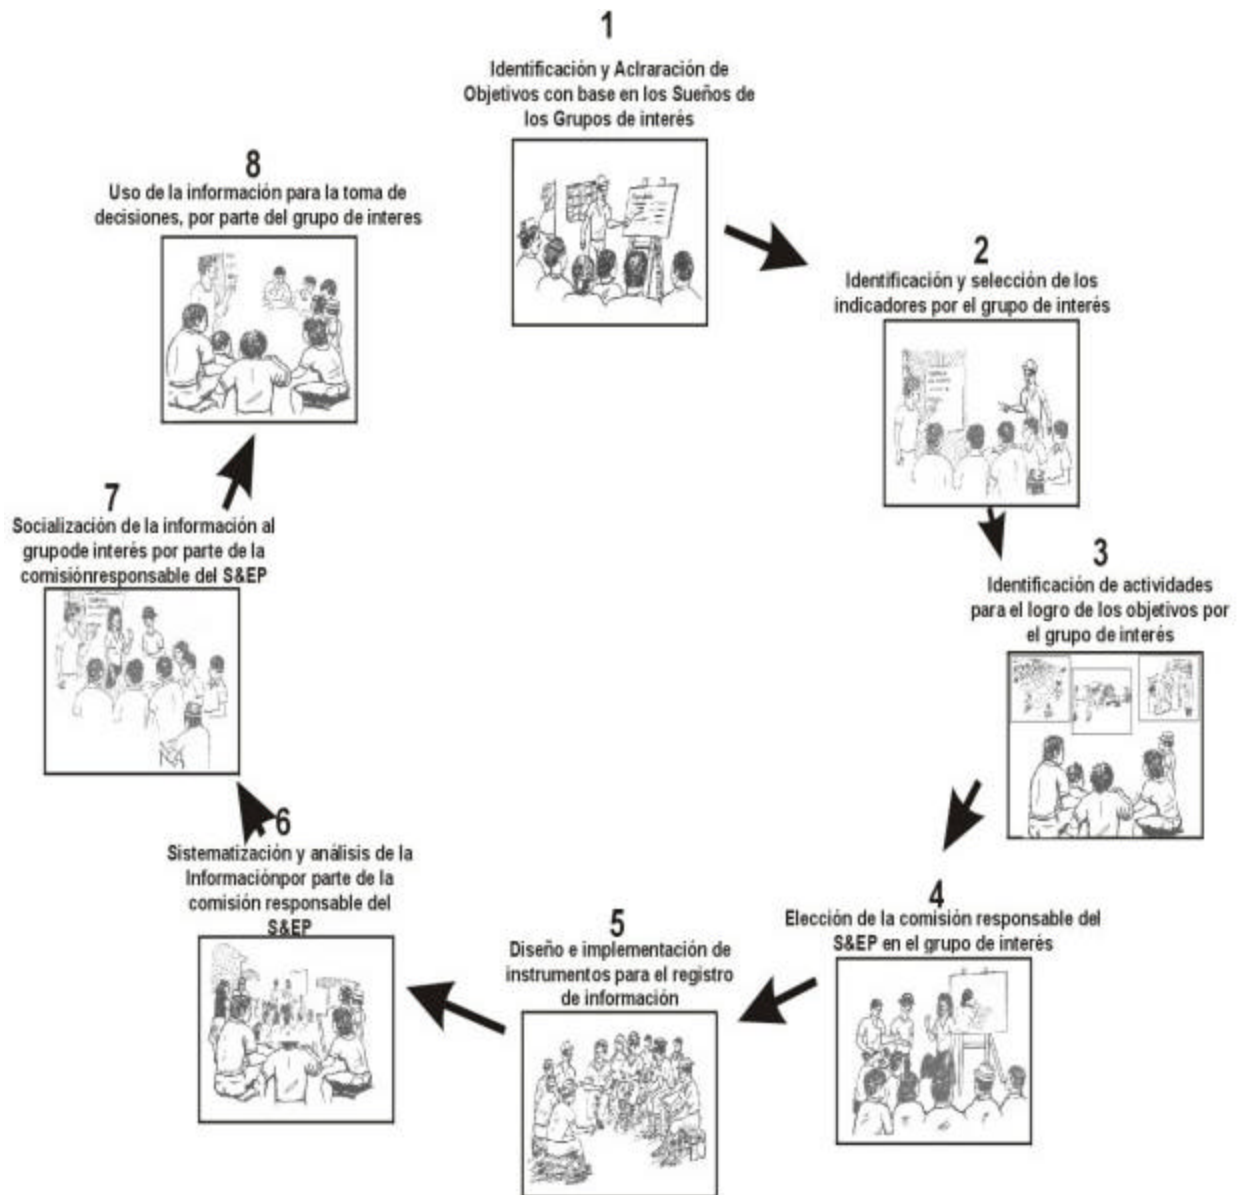 1
Identificación y Aclraración de
Objetivos con base en los Sueños de
los Grupos de interés
2
Identificación y selección de los
indicadores por el grupo de interés
3
Identificación de actividades
para el logro de los objetivos por
el grupo de interés
4
Elección de la comisión responsable del
S&EP en el grupo de interés
5
Diseño e implementación de
instrumentos para el registro
de información
6
Sistematización y análisis de la
Informaciónpor parte de la
comisión responsable del
S&EP
7
Socialización de la información al
grupode interés por parte de la
comisiónresponsable del S&EP
8
Uso de la información para la toma de
decisiones, por parte del grupo de interes